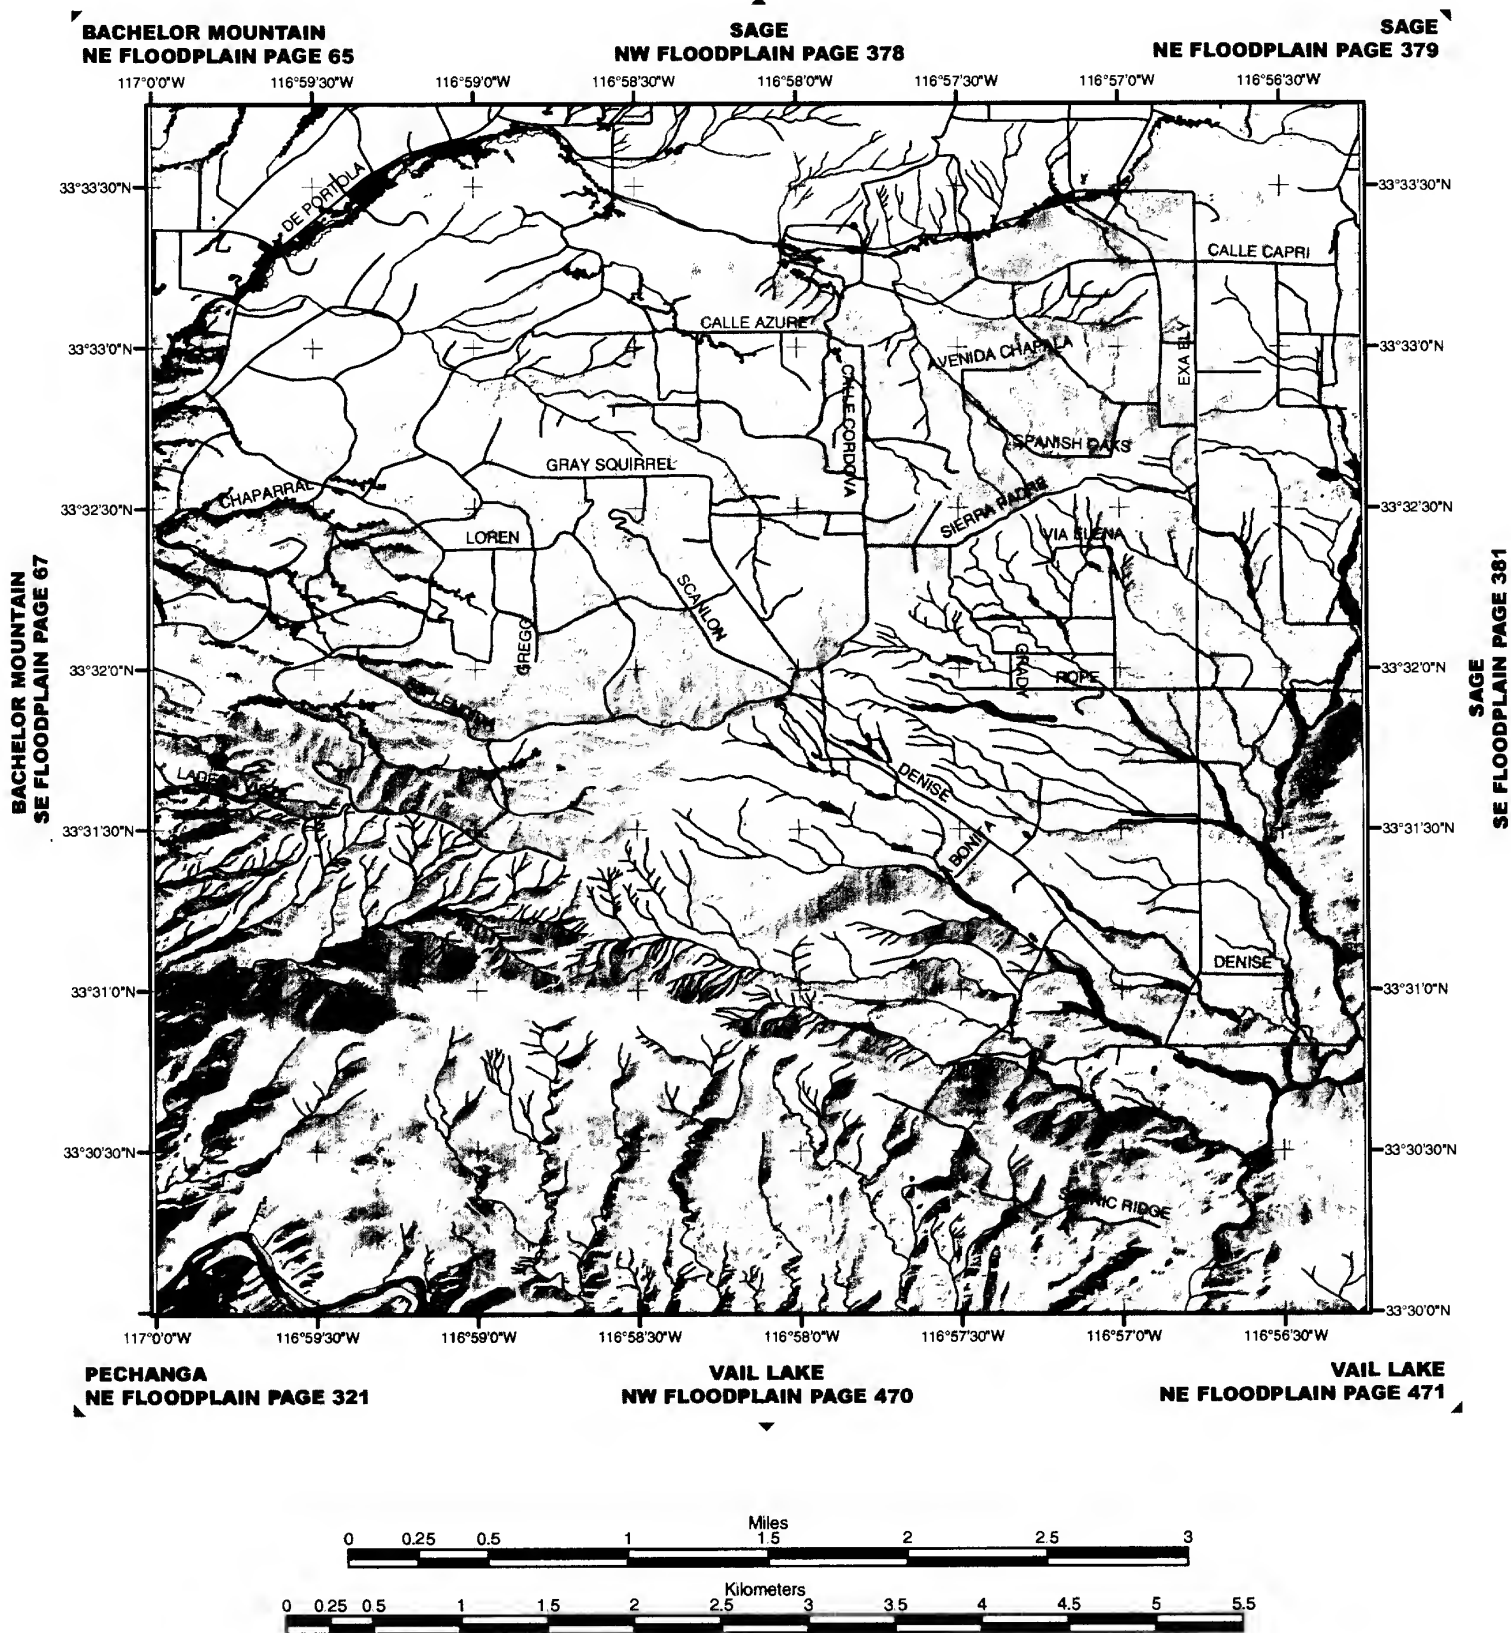 BACHELOR MOUNTAIN
NE FLOODPLAIN PAGE 65
SAGE
NW FLOODPLAIN PAGE 378
SAGE
NE FLOODPLAIN PAGE 379
117°0'0"W
116°59'30"W
116°59'0"W
116°58'30"W
116°58'0"W
116°57'30"W
116°57'0"W
116°56'30"W
33°33'30"N
33°33'30"N
DE PORTOLA
CALLE CAPRI
CALLE AZURE
33°33'0"N
33°33'0"N
AVENIDA CHAPALA
EXA ELY
CALLE CORDOVA
SPANISH OAKS
GRAY SQUIRREL
CHAPARRAL
SIERRA PADRE
33°32'30"N
33°32'30"N
LOREN
VIA ELENA
BACHELOR MOUNTAIN
SE FLOODPLAIN PAGE 67
SAGE
SE FLOODPLAIN PAGE 381
SCANLON
GREGG
GRADY
ROPE
33°32'0"N
33°32'0"N
DENISE
33°31'30"N
33°31'30"N
BONITA
DENISE
33°31'0"N
33°31'0"N
33°30'30"N
33°30'30"N
RIDGE
33°30'0"N
117°0'0"W
116°59'30"W
116°59'0"W
116°58'30"W
116°58'0"W
116°57'30"W
116°57'0"W
116°56'30"W
PECHANGA
NE FLOODPLAIN PAGE 321
VAIL LAKE
NW FLOODPLAIN PAGE 470
VAIL LAKE
NE FLOODPLAIN PAGE 471
Miles
0 0.25 0.5 1 1.5 2 2.5 3
Kilometers
0 0.25 0.5 1 1.5 2 2.5 3 3.5 4 4.5 5 5.5